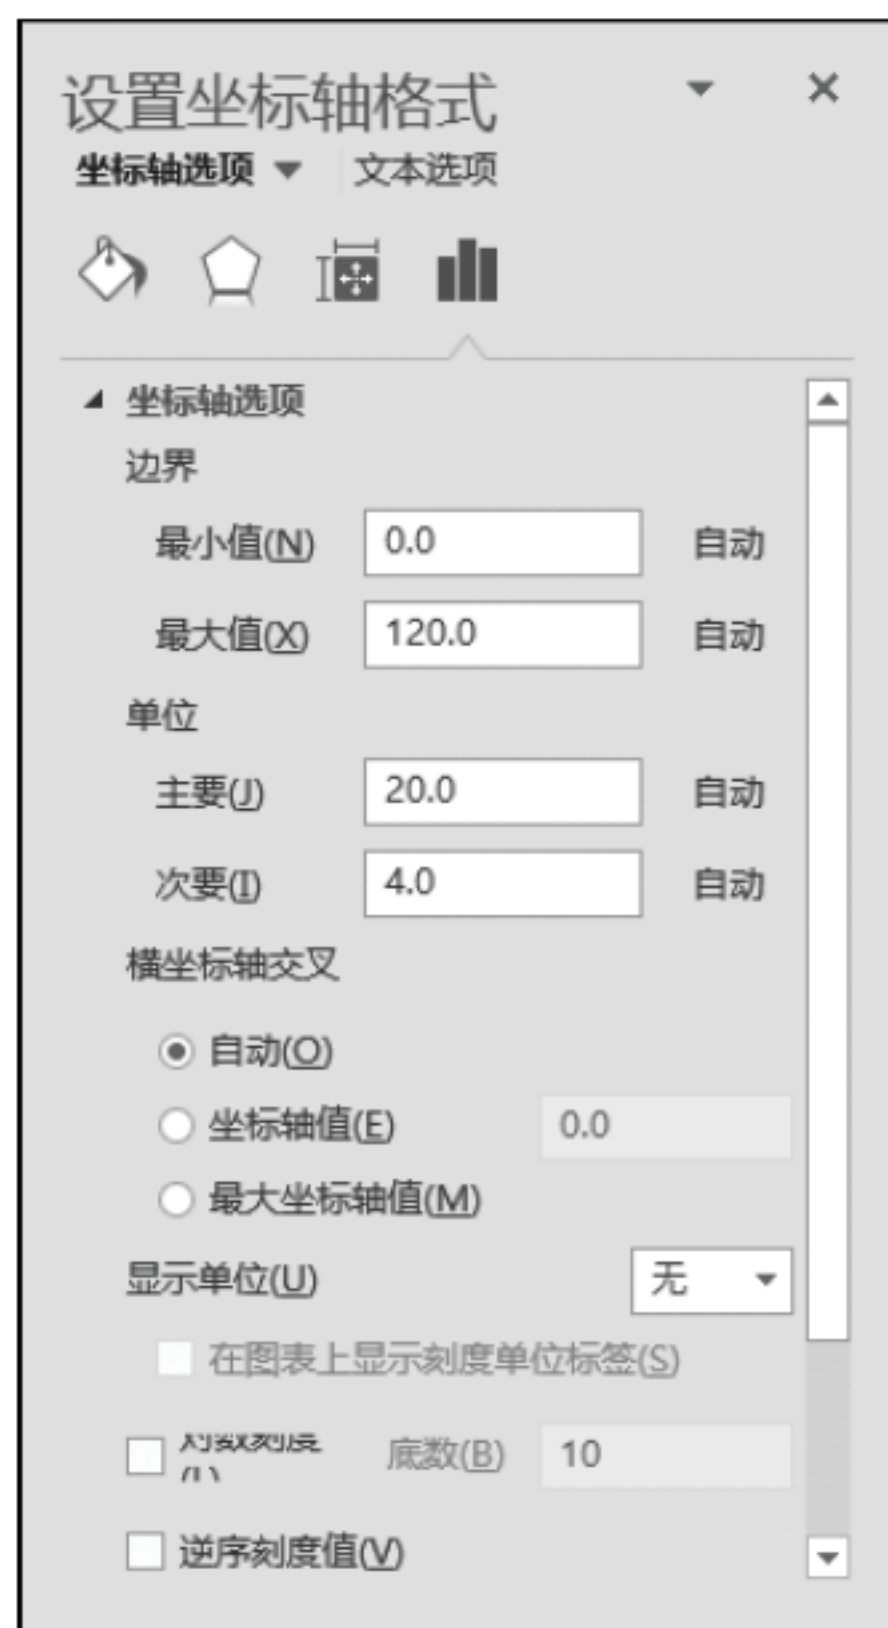 设置坐标轴格式
坐标轴选项 文本选项
坐标轴选项
边界
最小值(N) 0.0 自动
最大值(X) 120.0 自动
单位
主要(J) 20.0 自动
次要(I) 4.0 自动
横坐标轴交叉
自动(O)
坐标轴值(E) 0.0
最大坐标轴值(M)
显示单位(U) 无
在图表上显示刻度单位标签(S)
对数刻度 底数(B) 10
(L)
逆序刻度值(V)